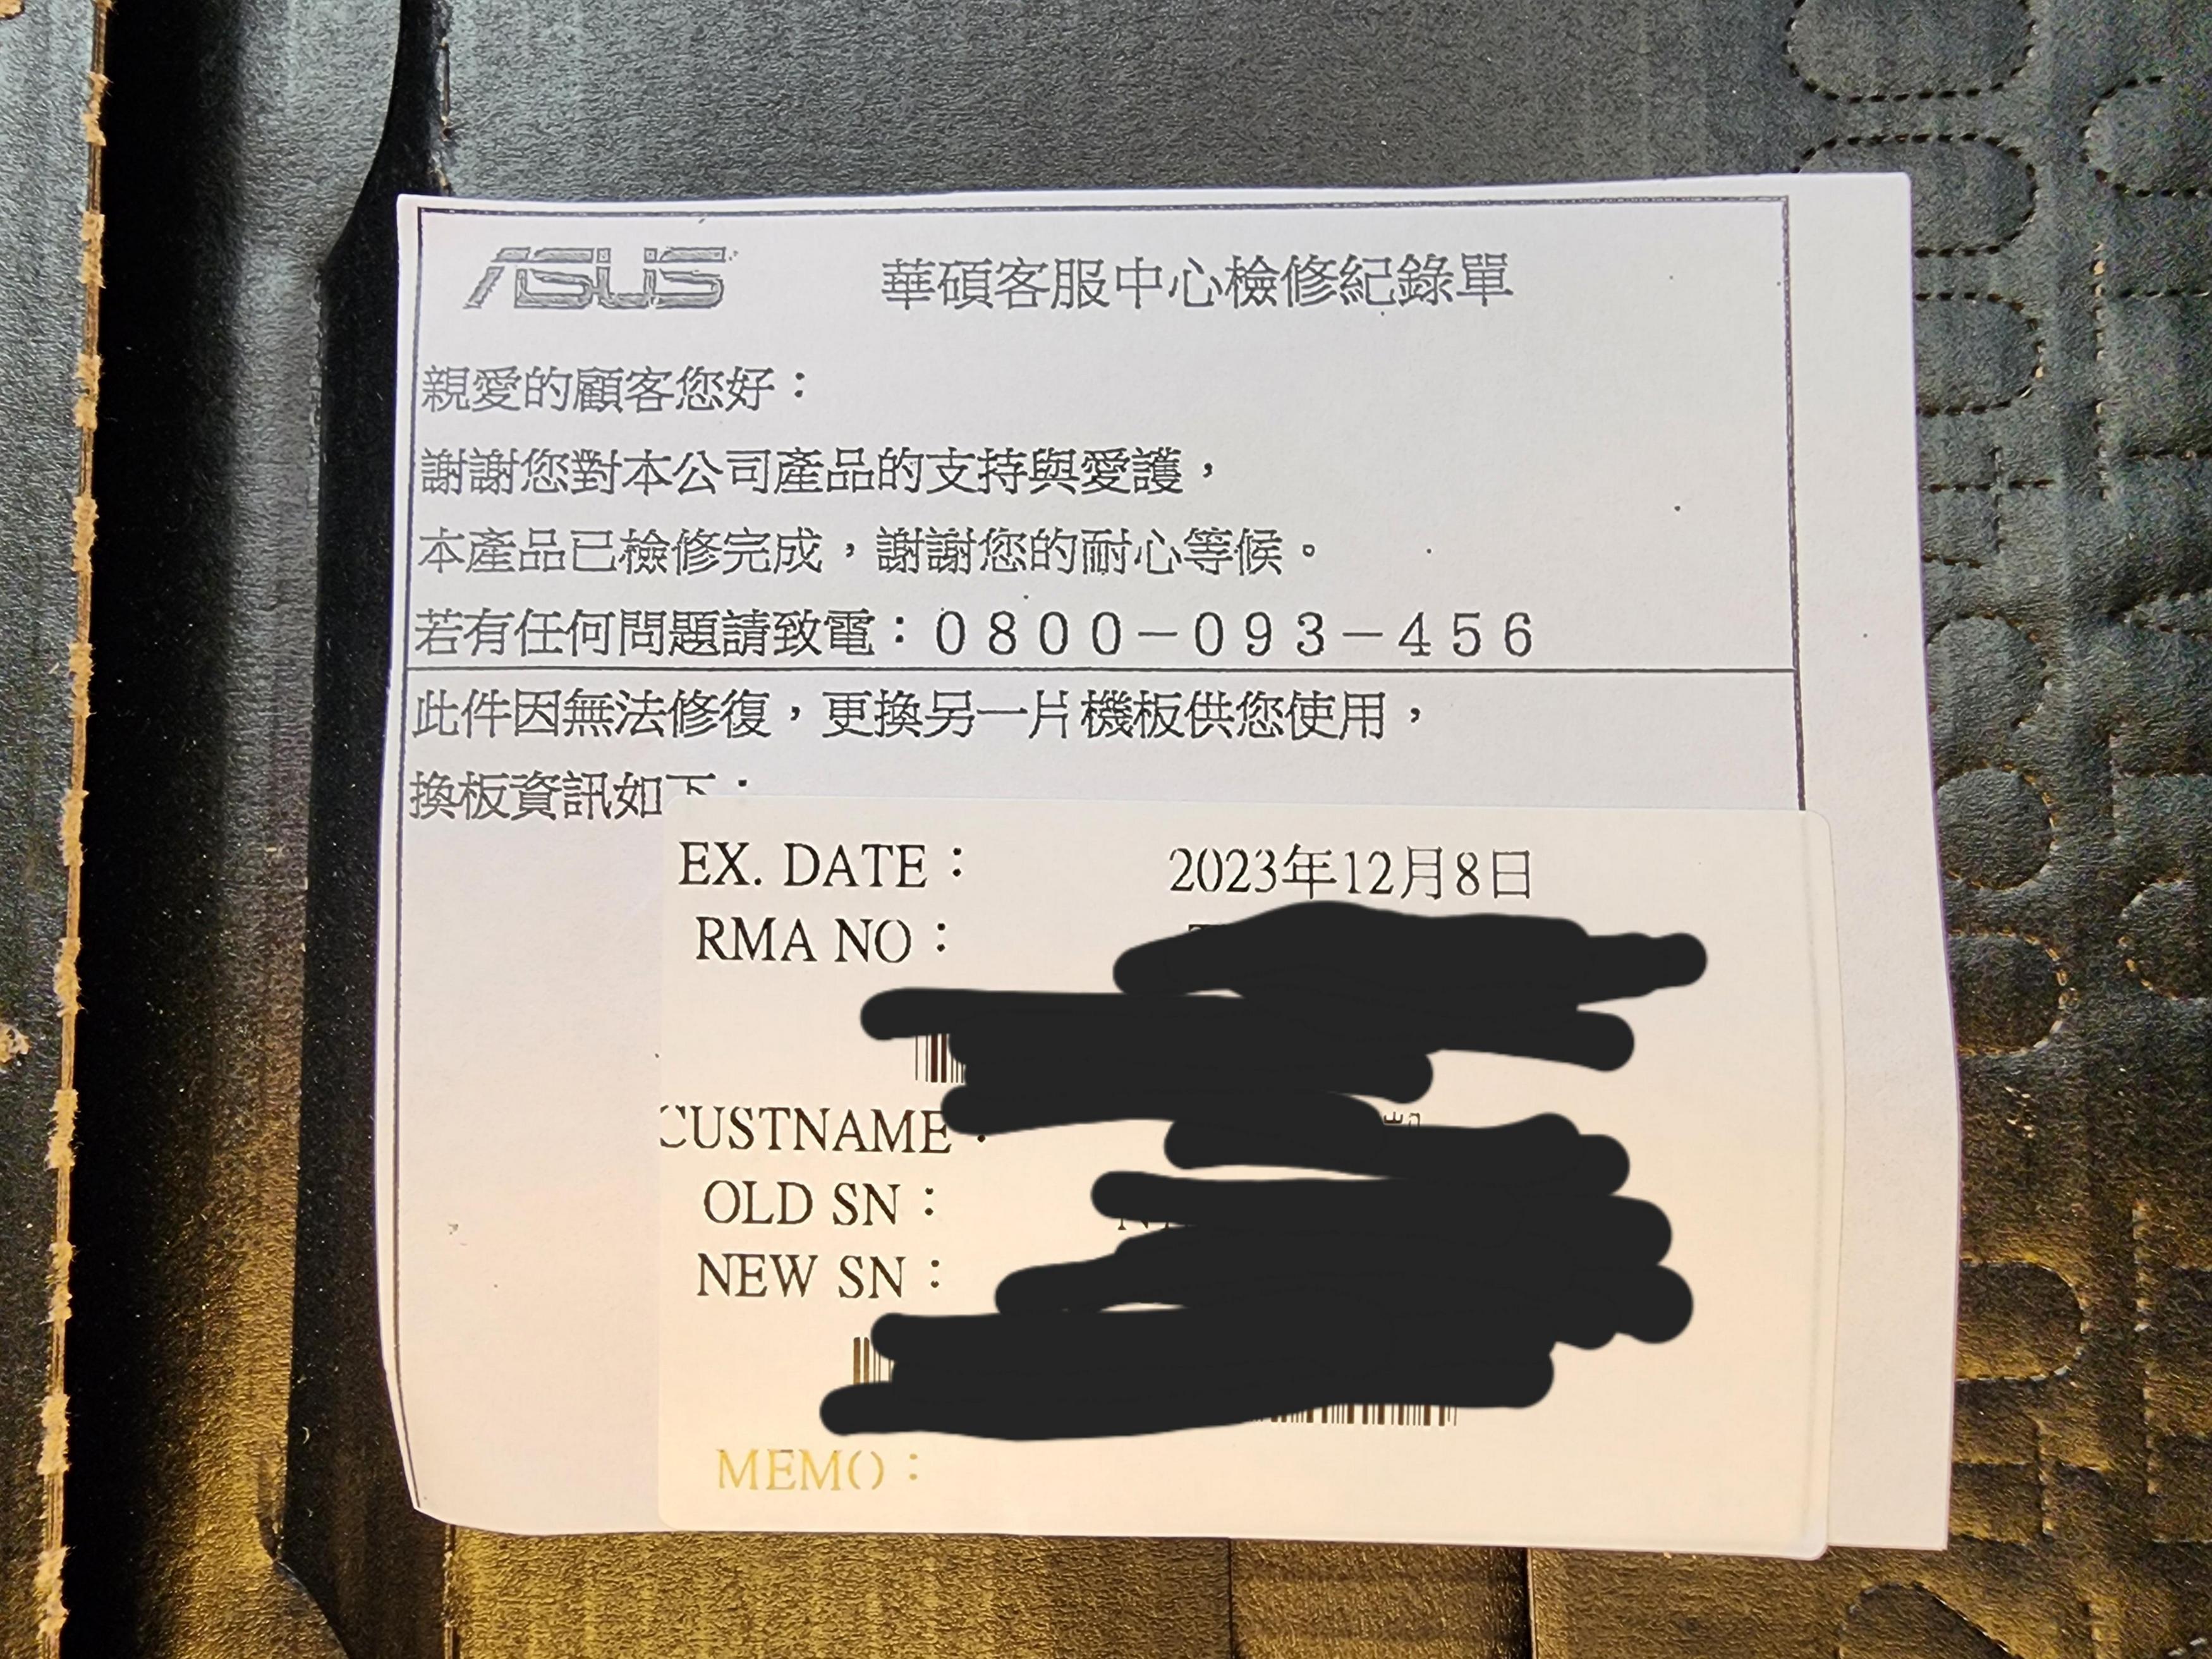 ASUS 華碩客服中心檢修紀錄單
親愛的顧客您好：
謝謝您對本公司產品的支持與愛護，
本產品已檢修完成，謝謝您的耐心等候。
若有任何問題請致電：0800-093-456
此件因無法修復，更換另一片機板供您使用，
換板資訊如下：
EX. DATE： 2023年12月8日
RMA NO：
CUSTNAME：
OLD SN：
NEW SN：
MEMO：